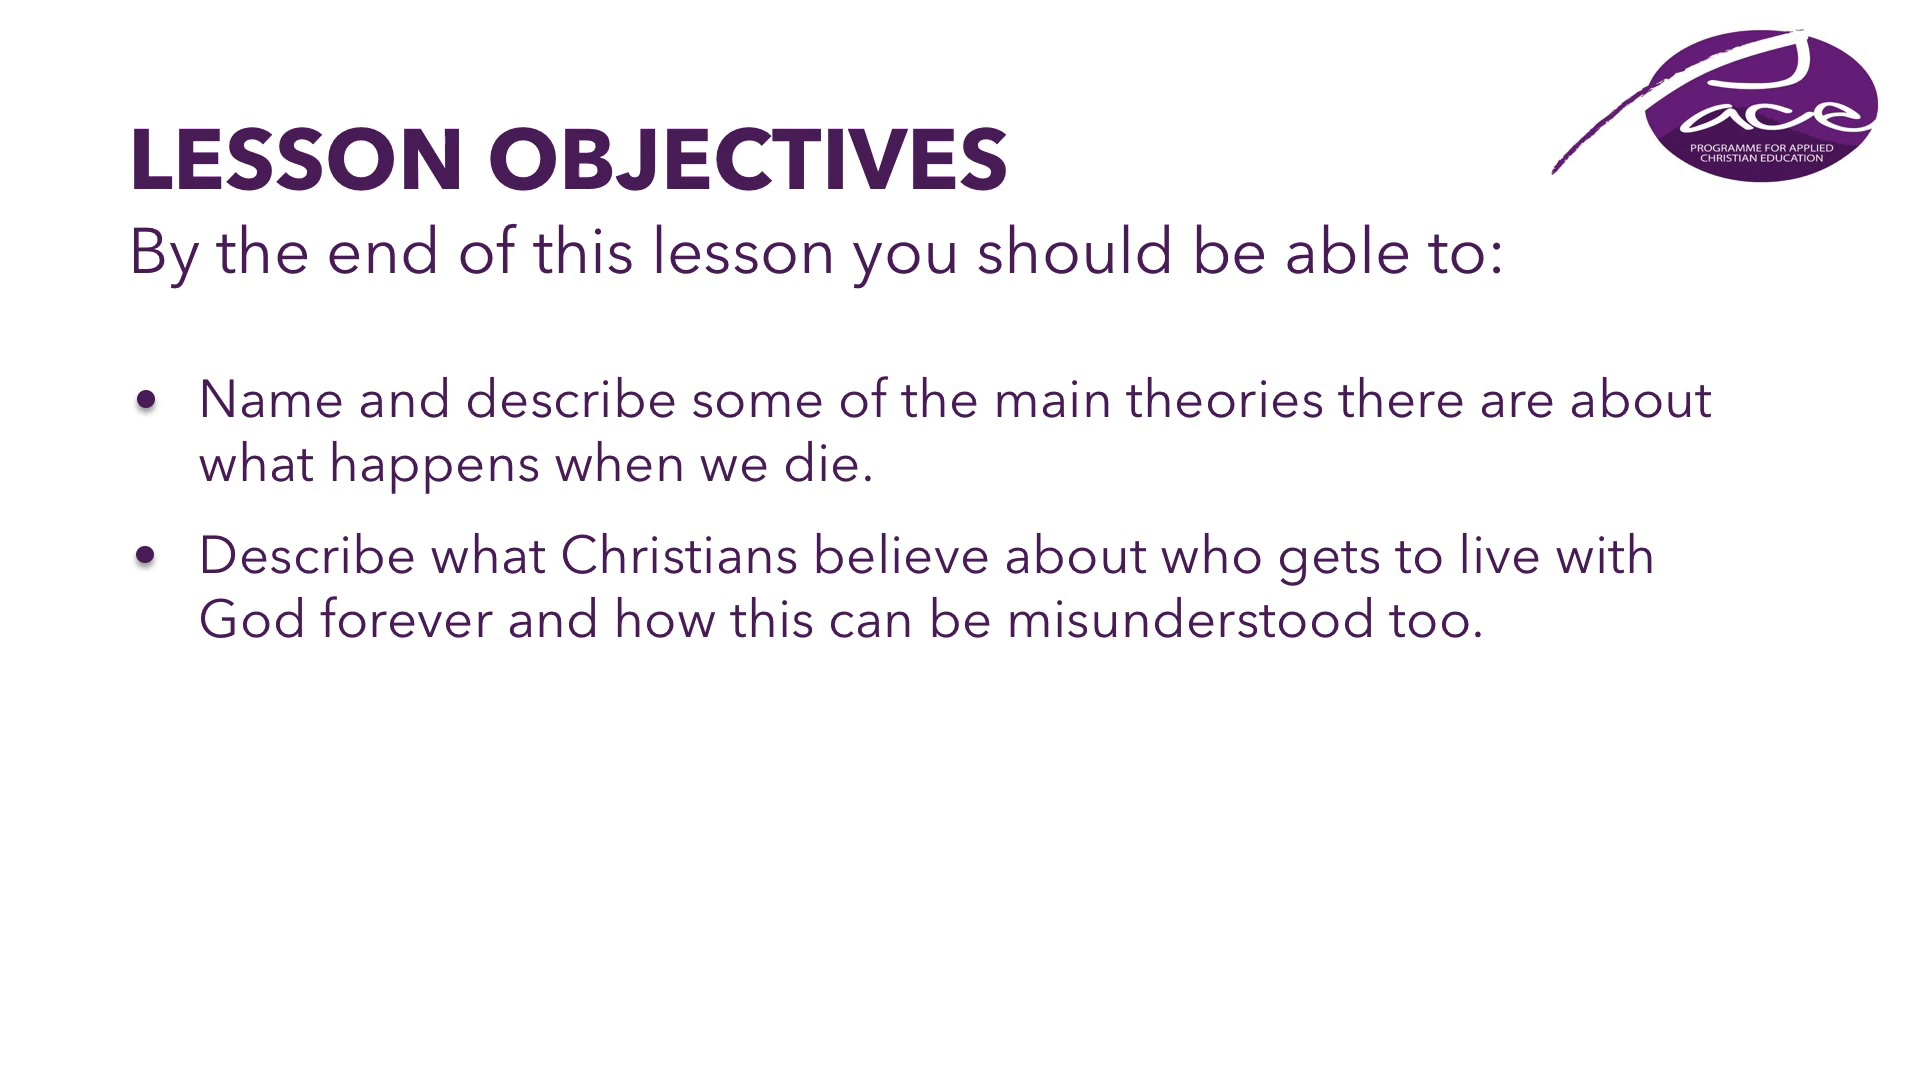 Pace
PROGRAMME FOR APPLIED
CHRISTIAN EDUCATION
LESSON OBJECTIVES
By the end of this lesson you should be able to:
• Name and describe some of the main theories there are about
what happens when we die.
• Describe what Christians believe about who gets to live with
God forever and how this can be misunderstood too.